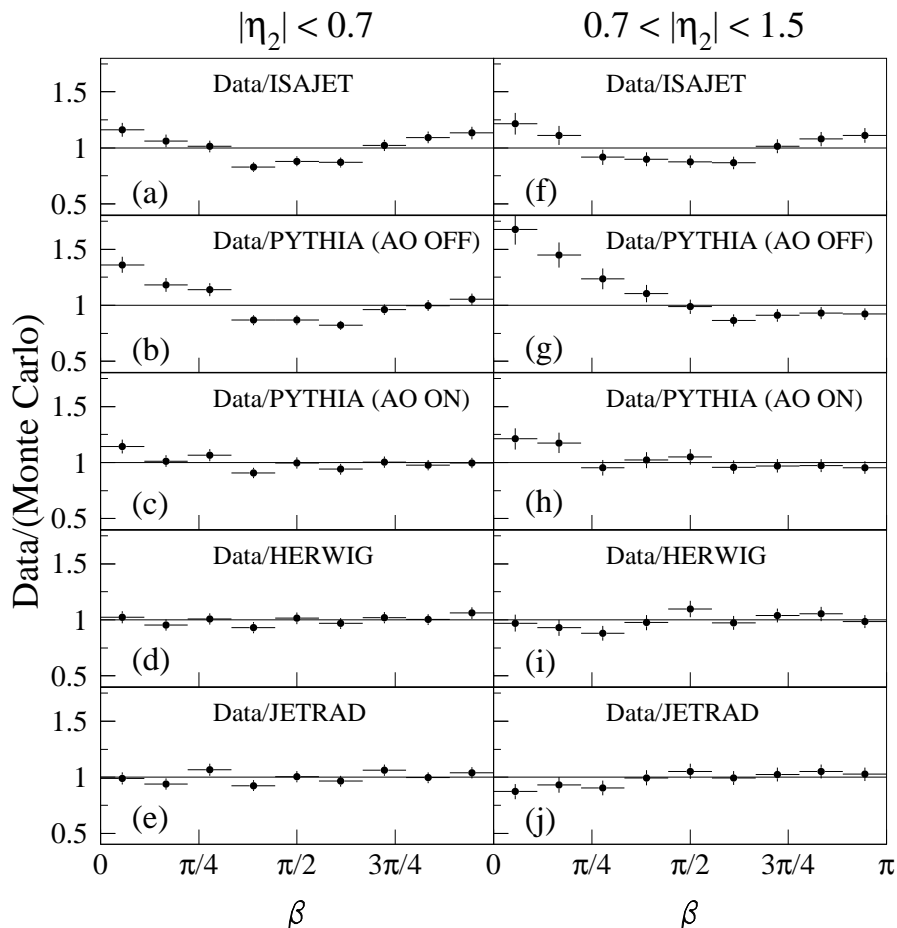 |η₂| < 0.7
0.7 < |η₂| < 1.5
Data/(Monte Carlo)
1.5
1
0.5
Data/ISAJET
(a)
Data/ISAJET
(f)
1.5
1
0.5
Data/PYTHIA (AO OFF)
(b)
Data/PYTHIA (AO OFF)
(g)
1.5
1
0.5
Data/PYTHIA (AO ON)
(c)
Data/PYTHIA (AO ON)
(h)
1.5
1
0.5
Data/HERWIG
(d)
Data/HERWIG
(i)
1.5
1
0.5
Data/JETRAD
(e)
Data/JETRAD
(j)
0 π/4 π/2 3π/4 0 π/4 π/2 3π/4 π
β β